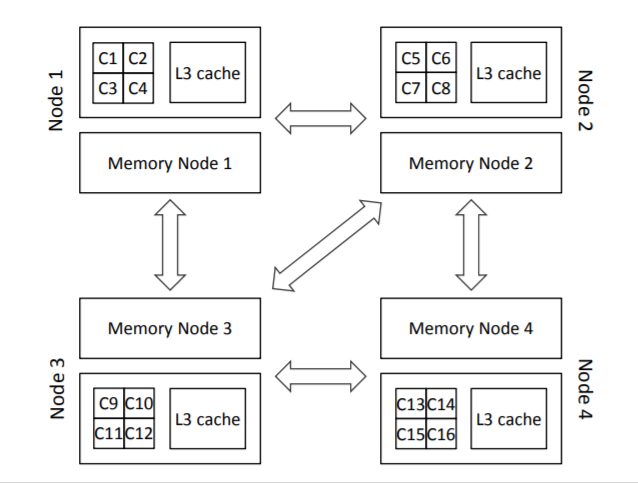 Node 1
C1 C2
C3 C4
L3 cache
Memory Node 1
C5 C6
C7 C8
L3 cache
Node 2
Memory Node 2
Memory Node 3
Node 3
C9 C10
C11 C12
L3 cache
Memory Node 4
C13 C14
C15 C16
L3 cache
Node 4